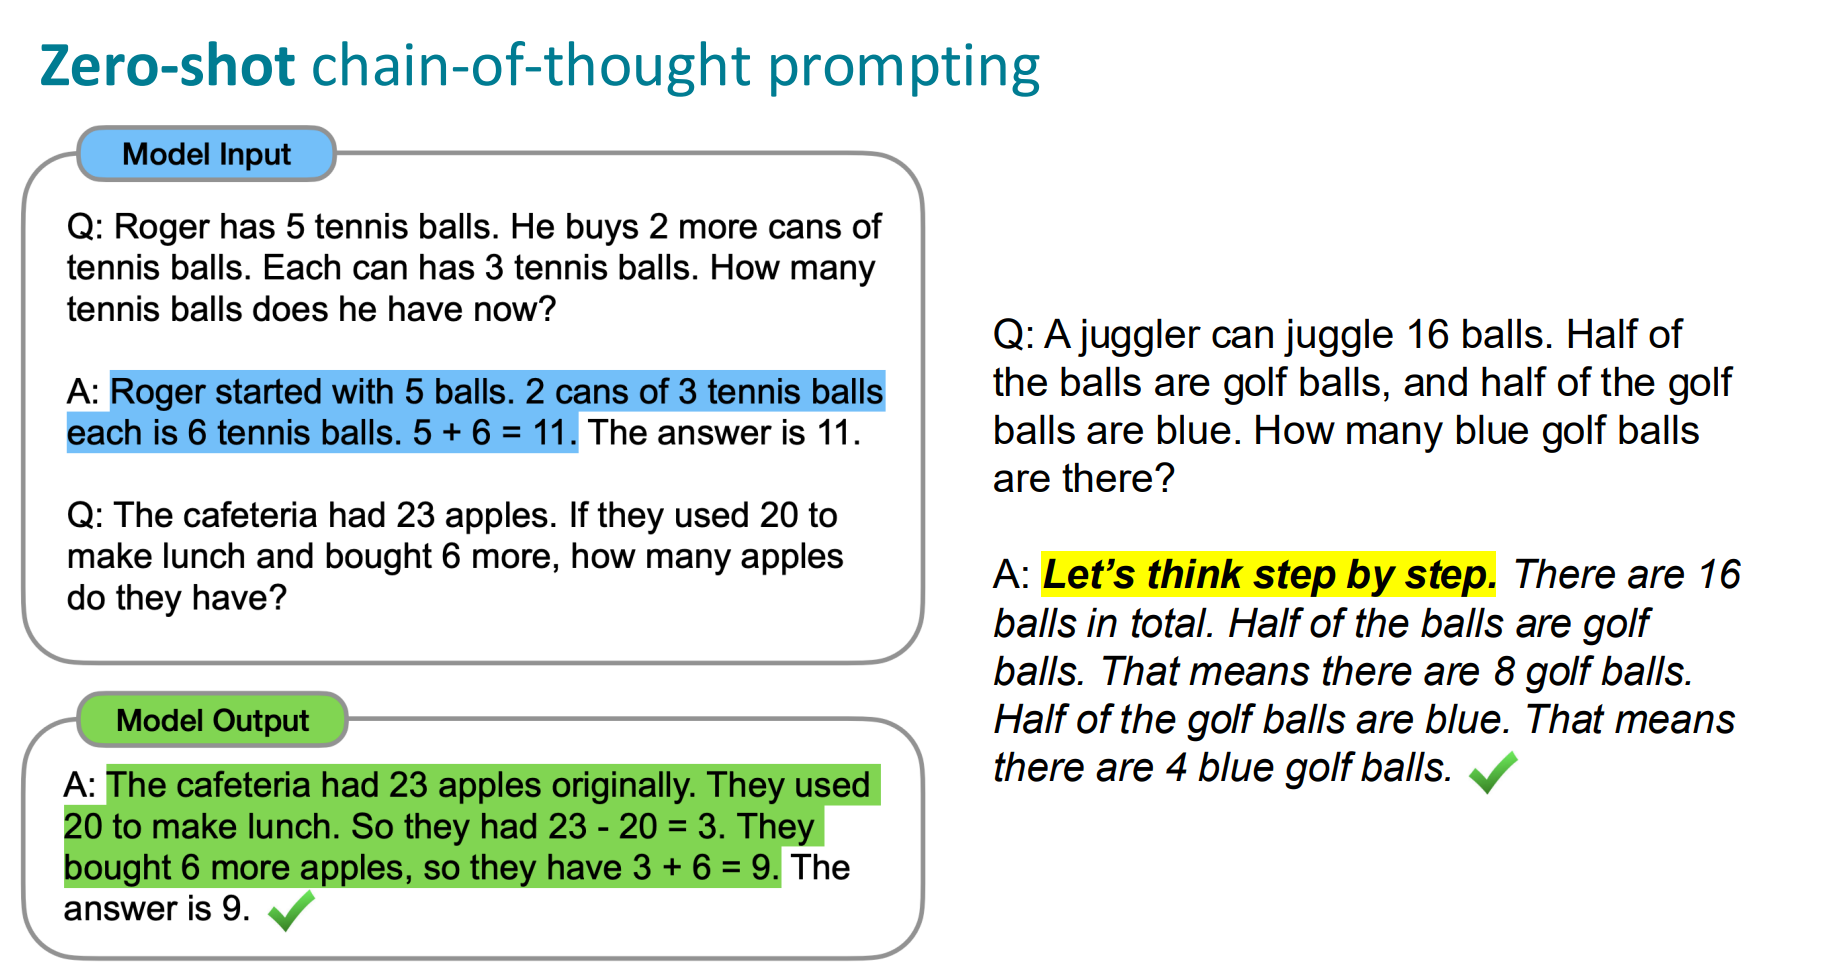 Zero-shot chain-of-thought prompting
Model Input
Q: Roger has 5 tennis balls. He buys 2 more cans of
tennis balls. Each can has 3 tennis balls. How many
tennis balls does he have now?
A: Roger started with 5 balls. 2 cans of 3 tennis balls
each is 6 tennis balls. 5 + 6 = 11. The answer is 11.
Q: The cafeteria had 23 apples. If they used 20 to
make lunch and bought 6 more, how many apples
do they have?
Model Output
A: The cafeteria had 23 apples originally. They used
20 to make lunch. So they had 23 - 20 = 3. They
bought 6 more apples, so they have 3 + 6 = 9. The
answer is 9.
Q: A juggler can juggle 16 balls. Half of
the balls are golf balls, and half of the golf
balls are blue. How many blue golf balls
are there?
A: Let’s think step by step. There are 16
balls in total. Half of the balls are golf
balls. That means there are 8 golf balls.
Half of the golf balls are blue. That means
there are 4 blue golf balls.